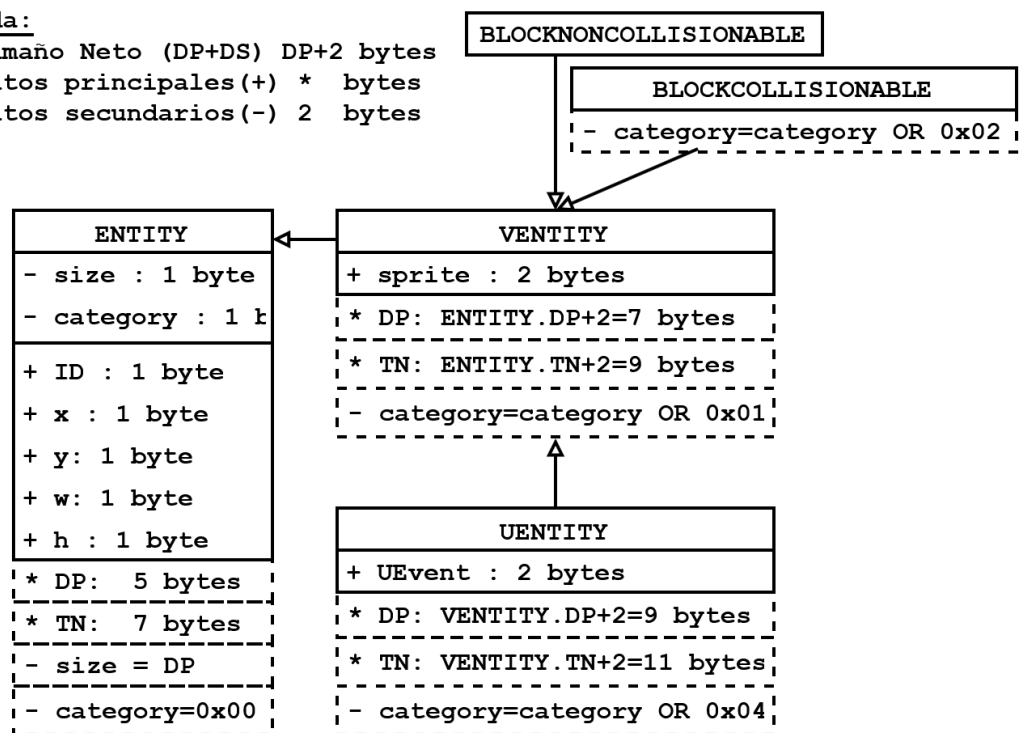 da:
maño Neto (DP+DS) DP+2 bytes
tos principales(+) * bytes
tos secundarios(-) 2 bytes
BLOCKNONCOLLISIONABLE
BLOCKCOLLISIONABLE
- category=category OR 0x02
ENTITY
- size : 1 byte
- category : 1 b
+ ID : 1 byte
+ x : 1 byte
+ y: 1 byte
+ w: 1 byte
+ h : 1 byte
* DP: 5 bytes
* TN: 7 bytes
- size = DP
- category=0x00
VENTITY
+ sprite : 2 bytes
* DP: ENTITY.DP+2=7 bytes
* TN: ENTITY.TN+2=9 bytes
- category=category OR 0x01
UENTITY
+ UEvent : 2 bytes
* DP: VENTITY.DP+2=9 bytes
* TN: VENTITY.TN+2=11 bytes
- category=category OR 0x04